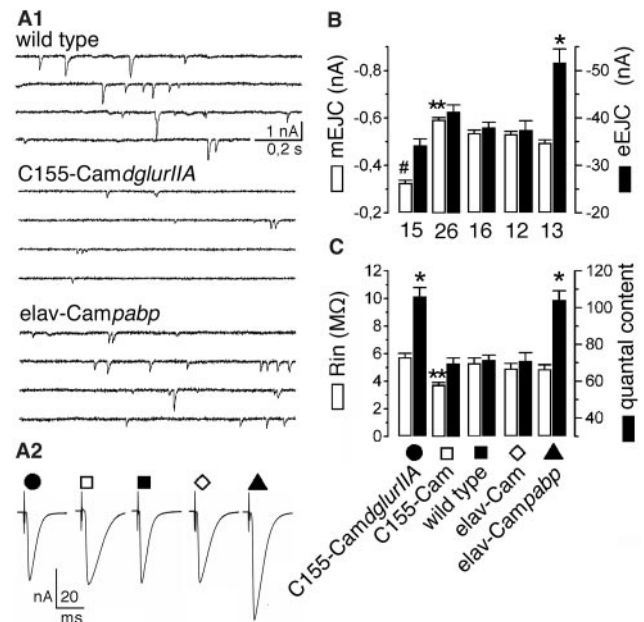 A1
wild type
1 nA
0,2 s
C155-CamdglurIIA
elav-Campabp
A2
nA
20
ms
B
mEJC (nA)
-0,8
-0,6
-0,4
-0,2
#
**
*
15 26 16 12 13
-50
-40
-30
-20
eEJC (nA)
C
Rin (MΩ)
12
10
8
6
4
2
0
*
**
*
120
100
80
60
40
quantal content
C155-CamdglurIIA
C155-Cam
wild type
elav-Cam
elav-Campabp